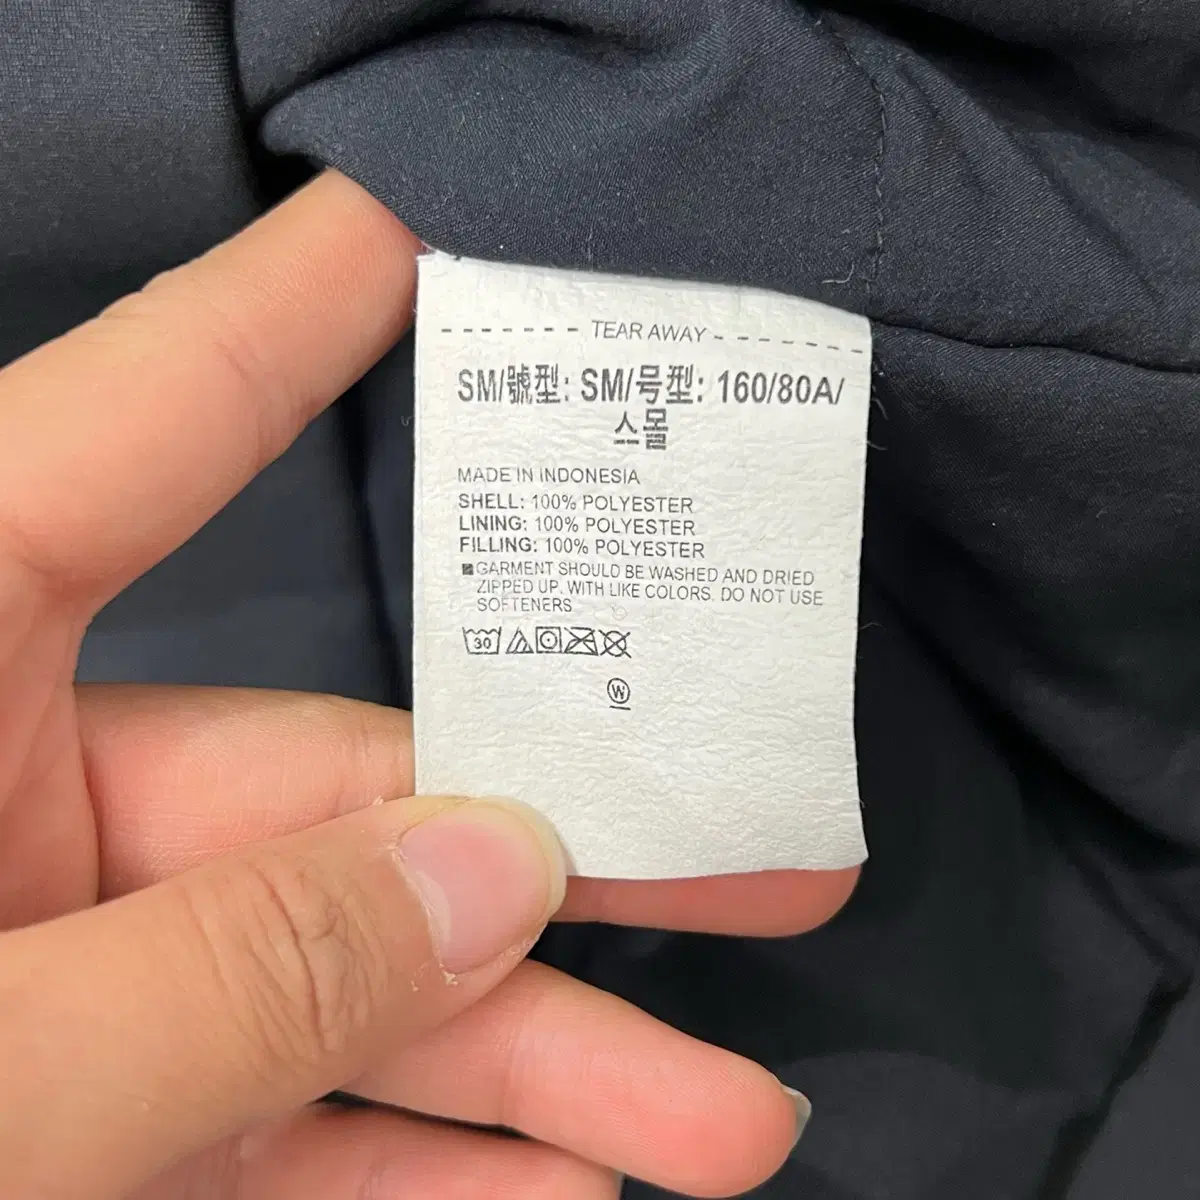 TEAR AWAY
SM/號型: SM/号型: 160/80A/
스몰
MADE IN INDONESIA
SHELL: 100% POLYESTER
LINING: 100% POLYESTER
FILLING: 100% POLYESTER
GARMENT SHOULD BE WASHED AND DRIED
ZIPPED UP. WITH LIKE COLORS. DO NOT USE
SOFTENERS
30
W